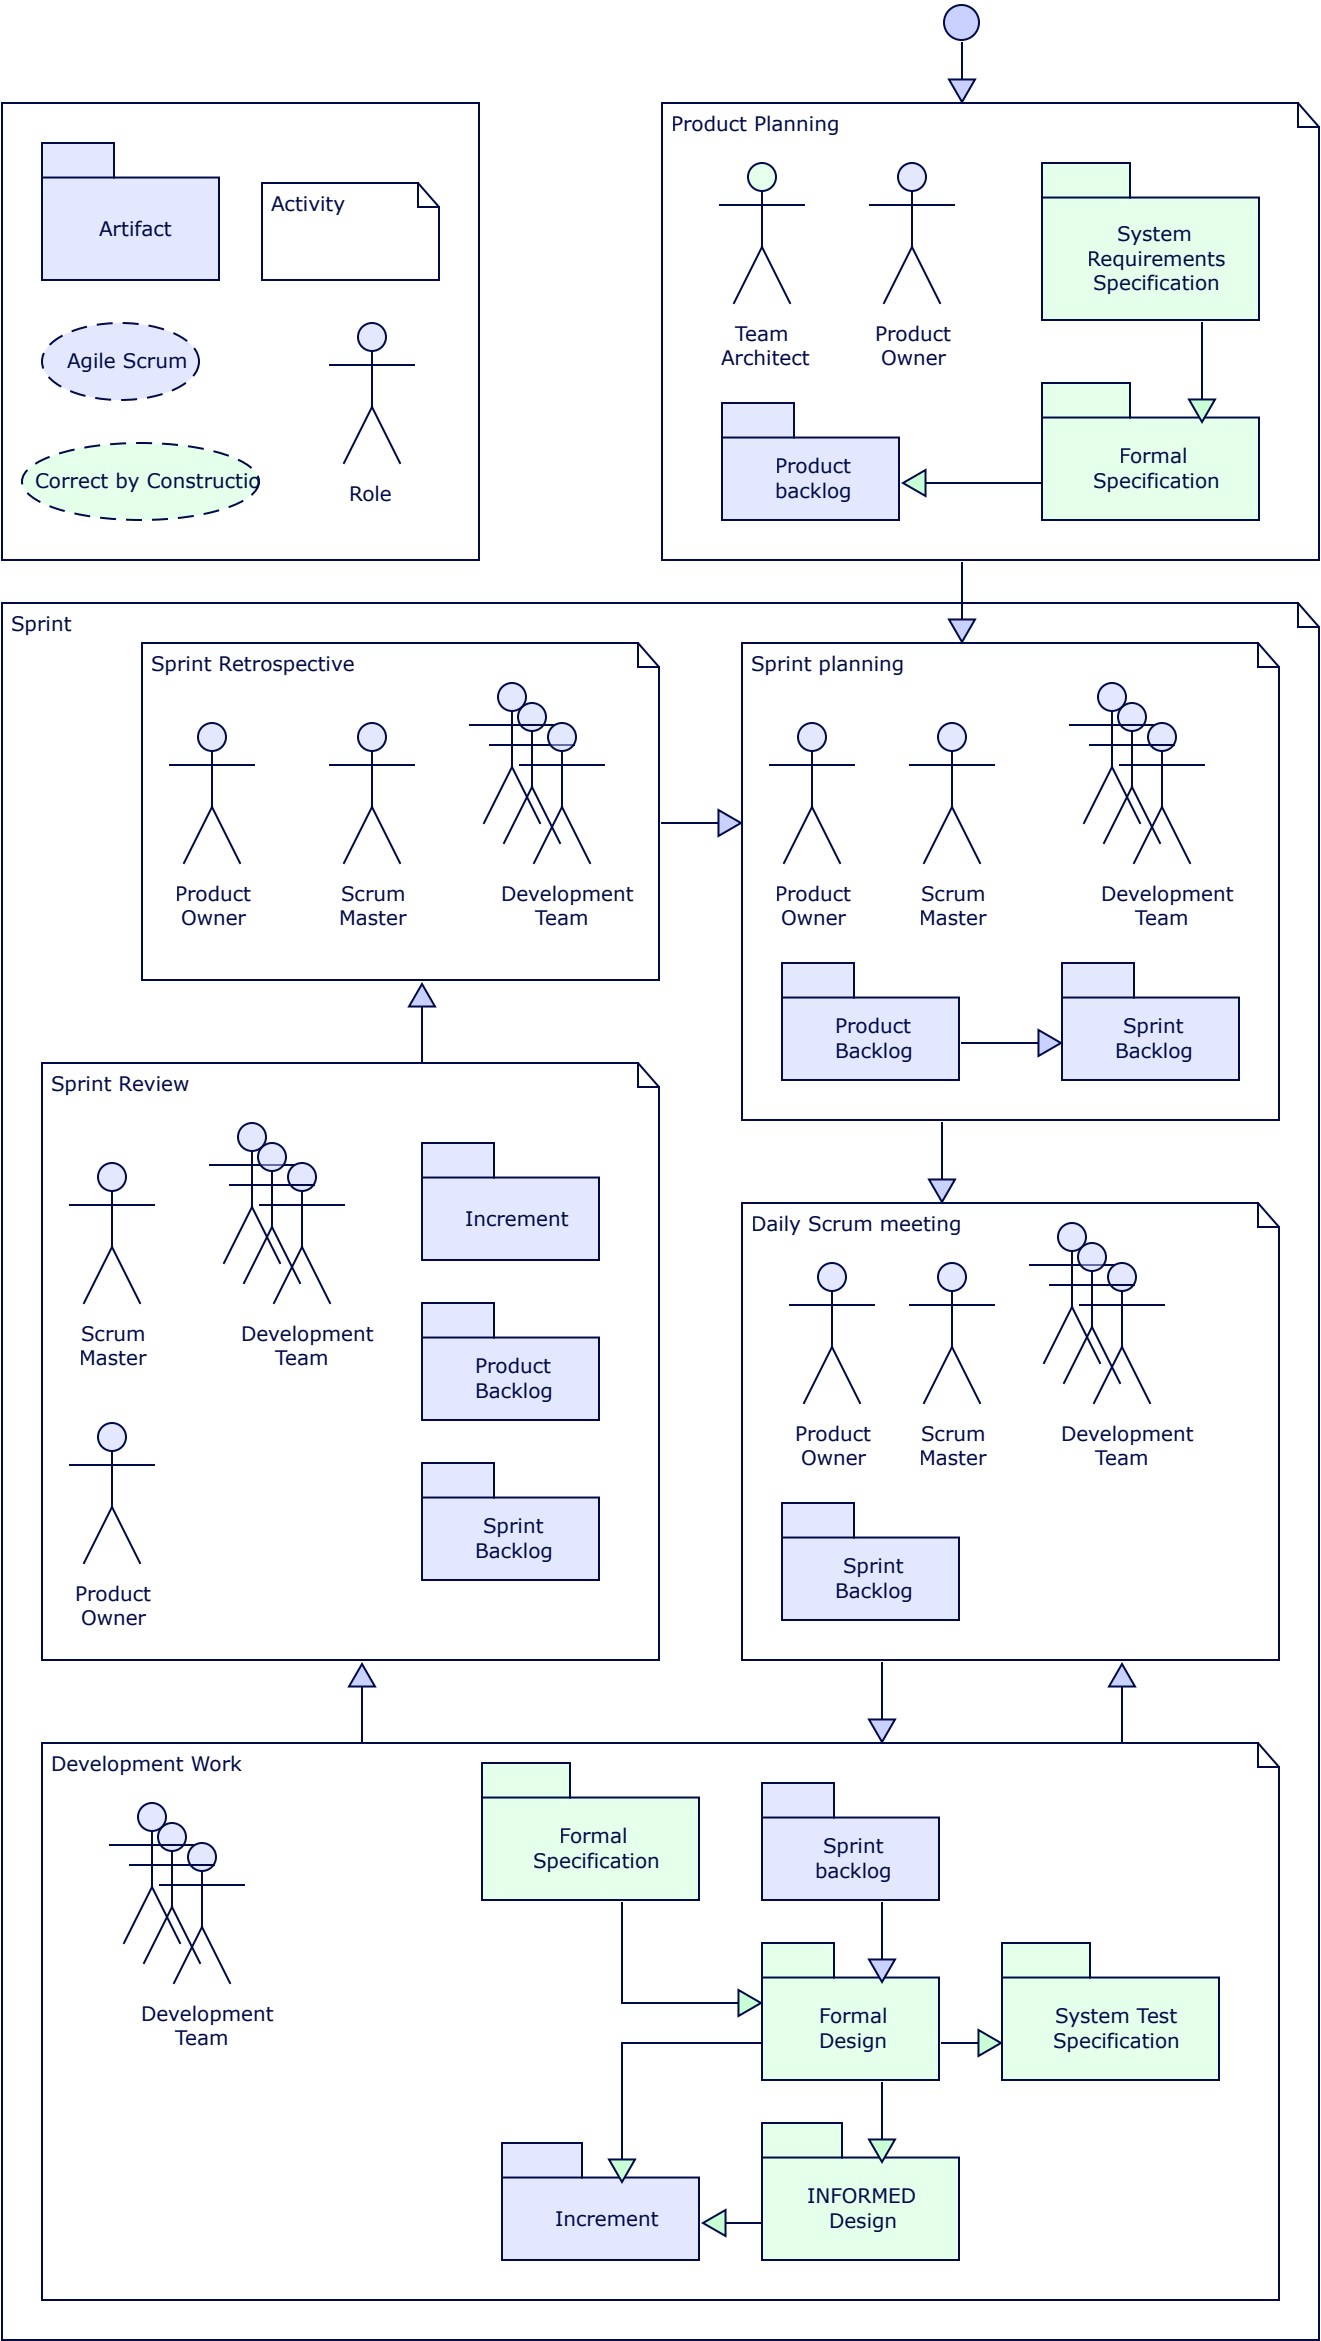 Artifact
Activity
Agile Scrum
Correct by Constructio
Role
Product Planning
Team
Architect
Product
Owner
System
Requirements
Specification
Product
backlog
Formal
Specification
Sprint
Sprint Retrospective
Product
Owner
Scrum
Master
Development
Team
Sprint planning
Product
Owner
Scrum
Master
Development
Team
Product
Backlog
Sprint
Backlog
Sprint Review
Scrum
Master
Development
Team
Increment
Product
Backlog
Product
Owner
Sprint
Backlog
Daily Scrum meeting
Product
Owner
Scrum
Master
Development
Team
Sprint
Backlog
Development Work
Development
Team
Formal
Specification
Sprint
backlog
Formal
Design
System Test
Specification
Increment
INFORMED
Design